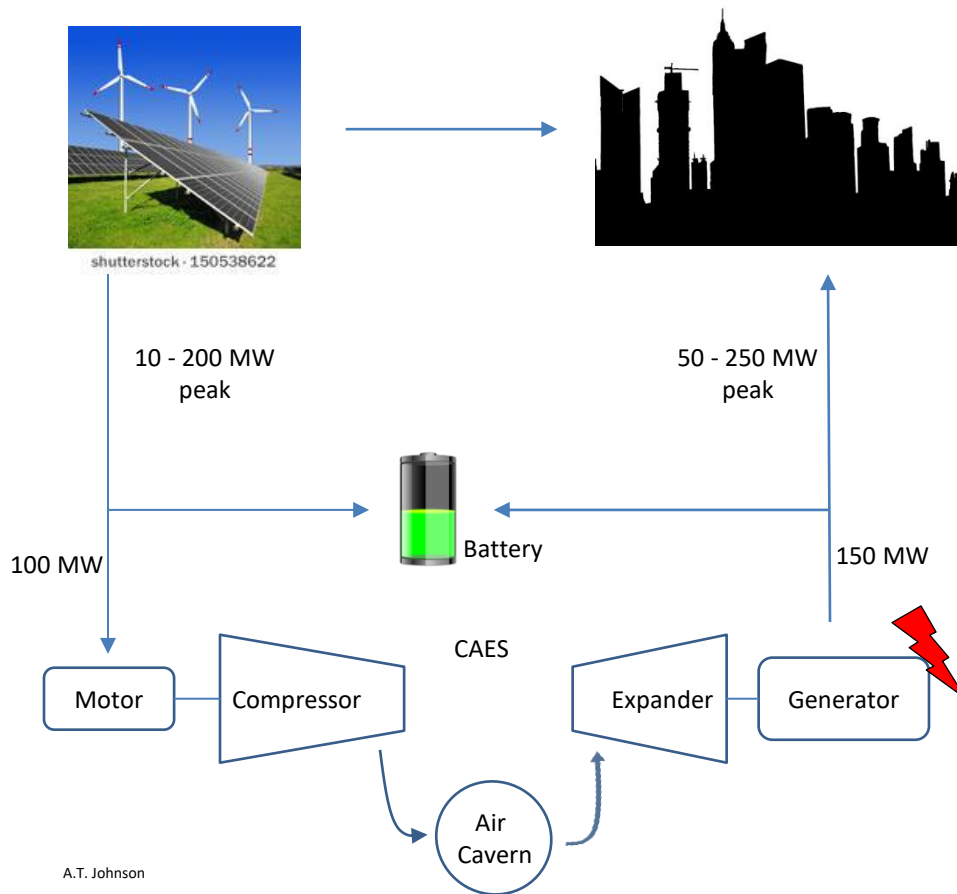 shutterstock · 150538622
10 - 200 MW
peak
50 - 250 MW
peak
Battery
100 MW
150 MW
CAES
Motor
Compressor
Expander
Generator
Air
Cavern
A.T. Johnson